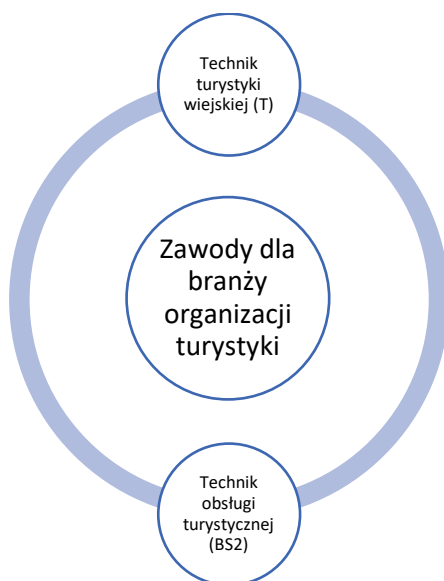 Technik
turystyki
wiejskiej (T)
Zawody dla
branży
organizacji
turystyki
Technik
obsługi
turystycznej
(BS2)